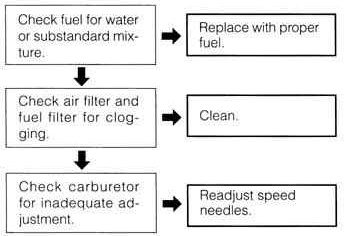 Check fuel for water
or substandard mix-
ture.
Replace with proper
fuel.
Check air filter and
fuel filter for clog-
ging.
Clean.
Check carburetor
for inadequate ad-
justment.
Readjust speed
needles.